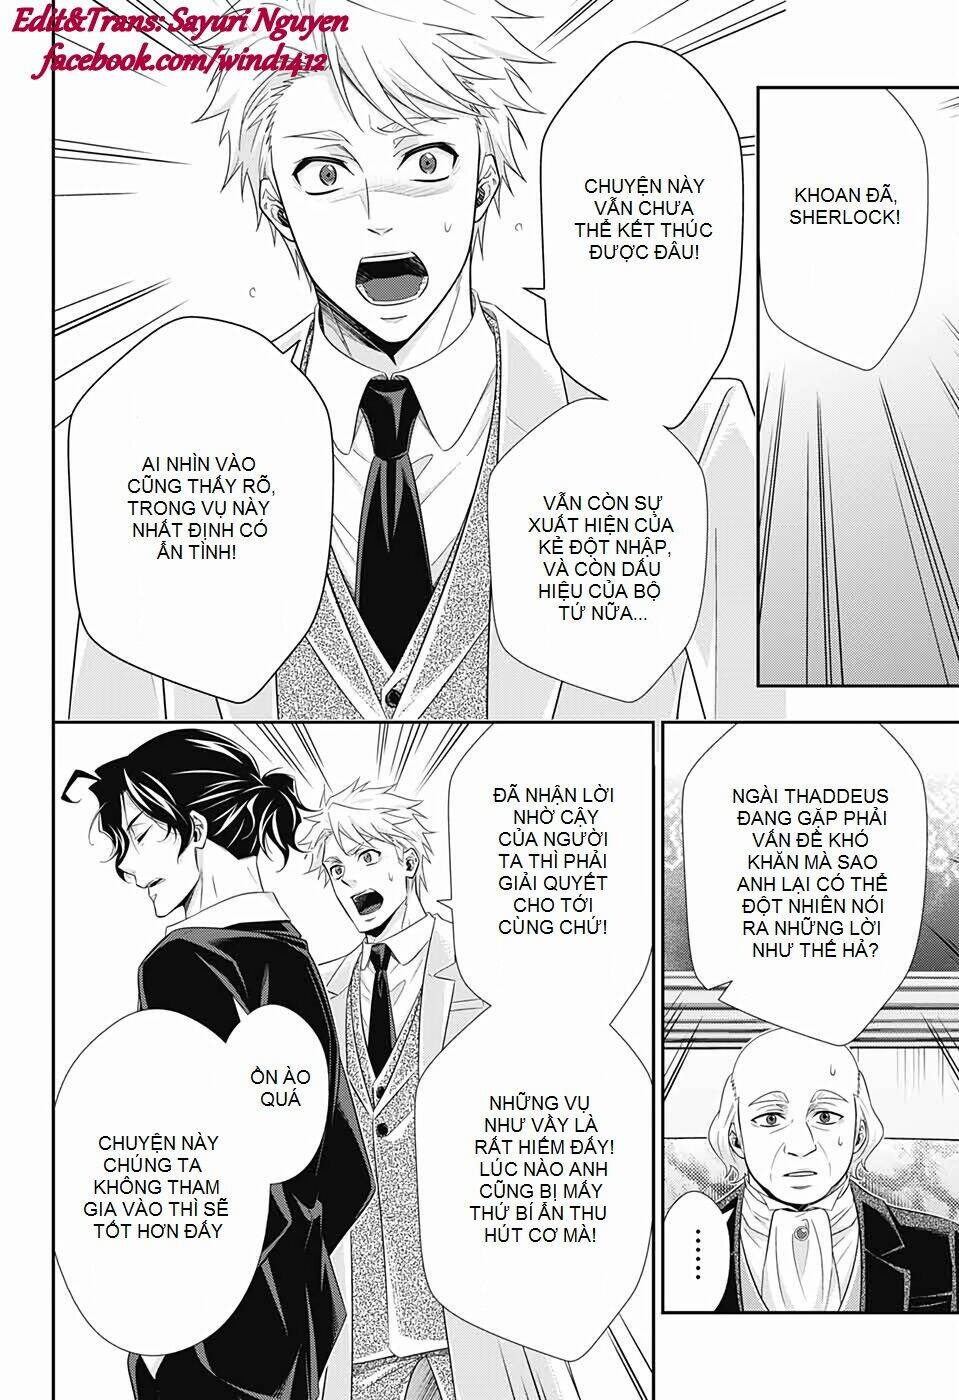 Edit&Trans: Sayuri Nguyen
facebook.com/wind1412
KHOAN ĐÃ,
SHERLOCK!
CHUYỆN NÀY
VẪN CHƯA
THỂ KẾT THÚC
ĐƯỢC ĐÂU!
VẪN CÒN SỰ
XUẤT HIỆN CỦA
KẺ ĐỘT NHẬP,
VÀ CÒN DẤU
HIỆU CỦA BỘ
TỨ NỮA...
AI NHÌN VÀO
CŨNG THẤY RÕ,
TRONG VỤ NÀY
NHẤT ĐỊNH CÓ
ẨN TÌNH!
NGÀI THADDEUS
ĐANG GẶP PHẢI
VẤN ĐỀ KHÓ
KHĂN MÀ SAO
ANH LẠI CÓ THỂ
ĐỘT NHIÊN NÓI
RA NHỮNG LỜI
NHƯ THẾ HẢ?
......
ĐÃ NHẬN LỜI
NHỜ CẬY
CỦA NGƯỜI
TA THÌ PHẢI
GIẢI QUYẾT
CHO TỚI
CÙNG CHỨ!
NHỮNG VỤ
NHƯ VẦY LÀ
RẤT HIẾM ĐẤY!
LÚC NÀO ANH
CŨNG BỊ MẤY
THỨ BÍ ẨN THU
HÚT CƠ MÀ!
ỒN ÀO
QUÁ
CHUYỆN NÀY
CHÚNG TA
KHÔNG THAM
GIA VÀO THÌ SẼ
TỐT HƠN ĐẤY